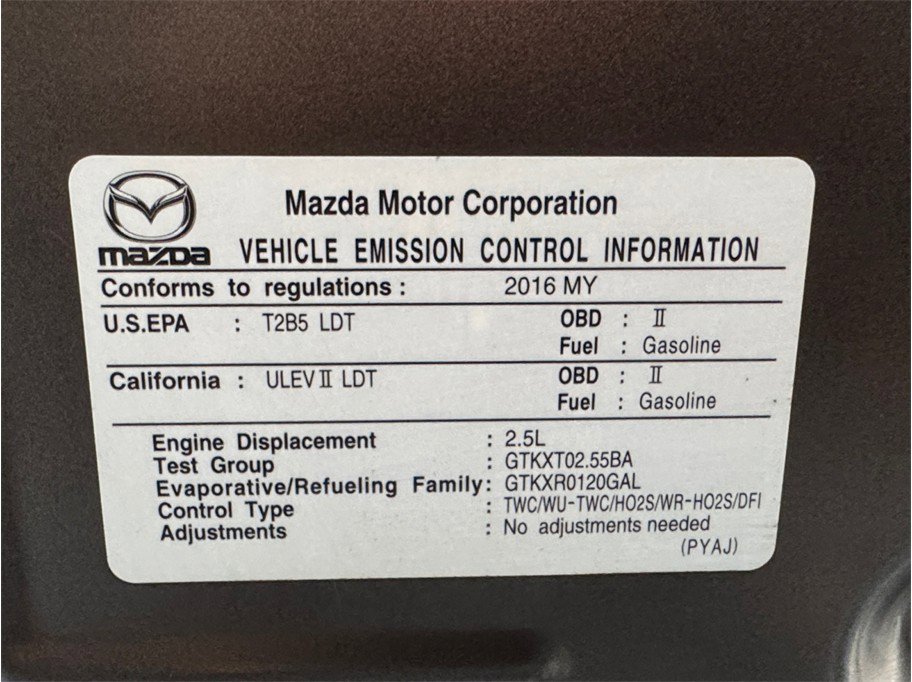 Mazda Motor Corporation
mazda VEHICLE EMISSION CONTROL INFORMATION
Conforms to regulations : 2016 MY
U.S.EPA : T2B5 LDT OBD : II
Fuel : Gasoline
California : ULEV II LDT OBD : II
Fuel : Gasoline
Engine Displacement : 2.5L
Test Group : GTKXT02.55BA
Evaporative/Refueling Family: GTKXR0120GAL
Control Type : TWC/WU-TWC/HO2S/WR-HO2S/DFI
Adjustments : No adjustments needed
(PYAJ)